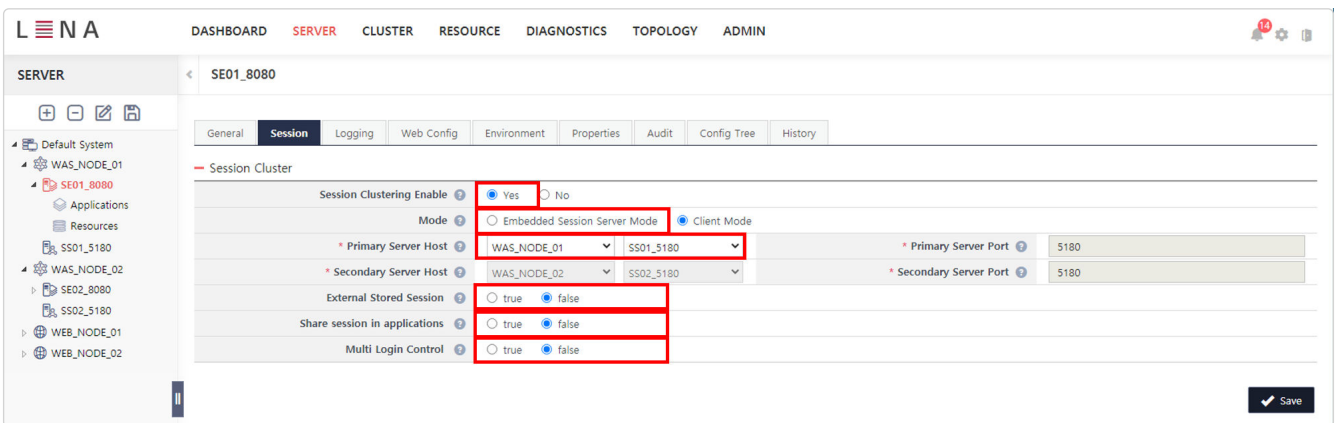 LENA
DASHBOARD SERVER CLUSTER RESOURCE DIAGNOSTICS TOPOLOGY ADMIN
14
SERVER
SE01_8080
Default System
WAS_NODE_01
SE01_8080
Applications
Resources
SS01_5180
WAS_NODE_02
SE02_8080
SS02_5180
WEB_NODE_01
WEB_NODE_02
General Session Logging Web Config Environment Properties Audit Config Tree History
Session Cluster
Session Clustering Enable ? Yes No
Mode ? Embedded Session Server Mode Client Mode
* Primary Server Host ? WAS_NODE_01 SS01_5180 * Primary Server Port ? 5180
* Secondary Server Host ? WAS_NODE_02 SS02_5180 * Secondary Server Port ? 5180
External Stored Session ? true false
Share session in applications ? true false
Multi Login Control ? true false
Save